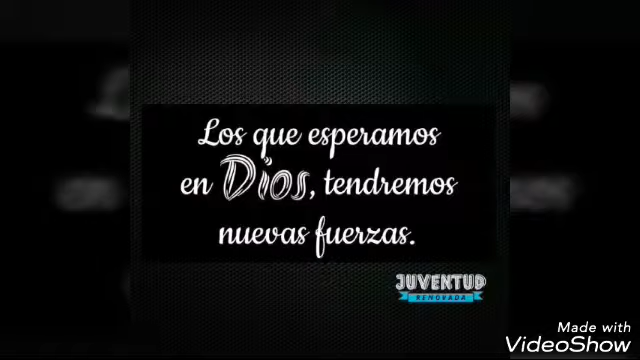 Los que esperamos
en Dios, tendremos
nuevas fuerzas.
JUVENTUD
RENOVADA
Made with
VideoShow